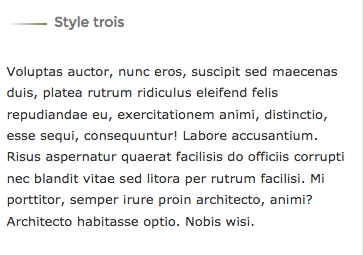 Style trois
Voluptas auctor, nunc eros, suscipit sed maecenas
duis, platea rutrum ridiculus eleifend felis
repudiandae eu, exercitationem animi, distinctio,
esse sequi, consequuntur! Labore accusantium.
Risus aspernatur quaerat facilisis do officiis corrupti
nec blandit vitae sed litora per rutrum facilisi. Mi
porttitor, semper irure proin architecto, animi?
Architecto habitasse optio. Nobis wisi.